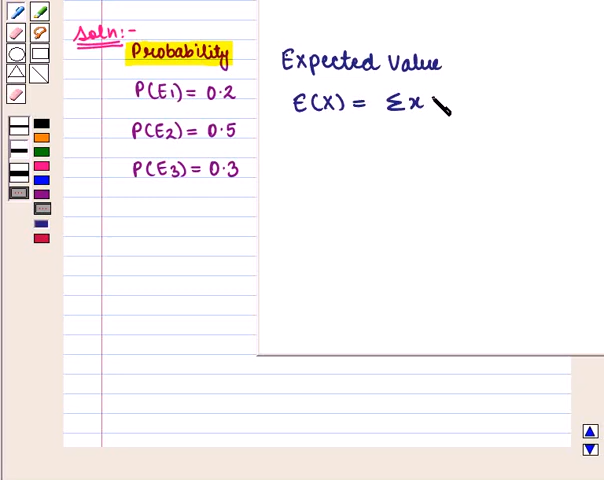 Soln:-
Probability
P(E1) = 0.2
P(E2) = 0.5
P(E3) = 0.3
Expected Value
E(X) = Σx